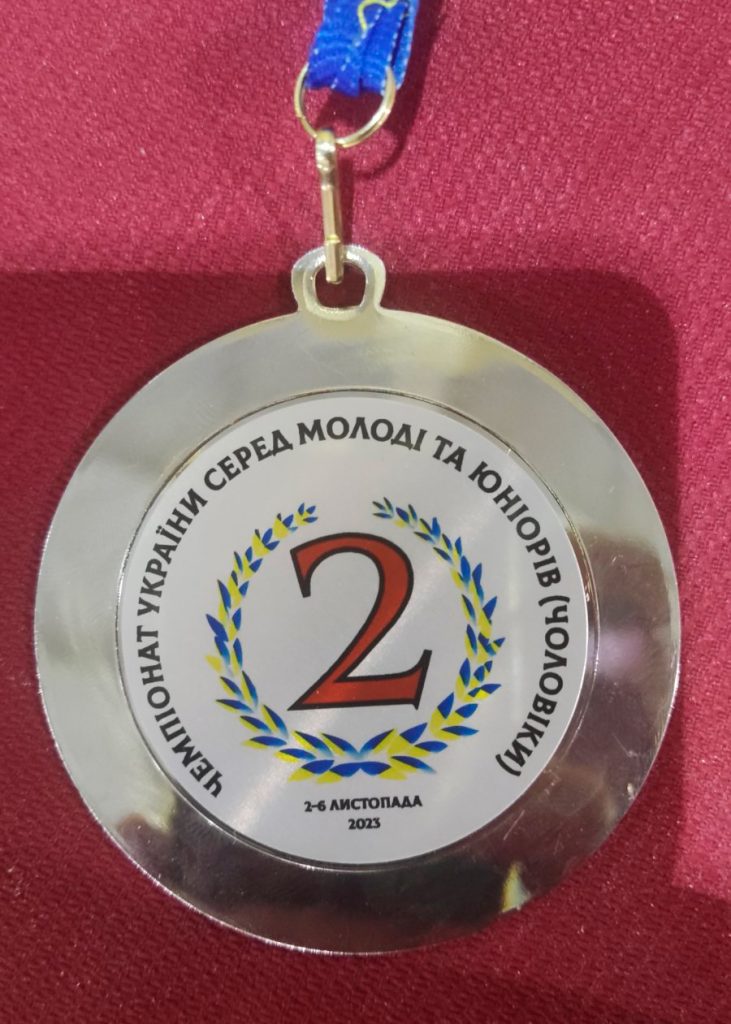 ЧЕМПІОНАТ УКРАЇНИ СЕРЕД МОЛОДІ ТА ЮНІОРІВ (ЧОЛОВІКИ)
2
2-6 ЛИСТОПАДА
2023